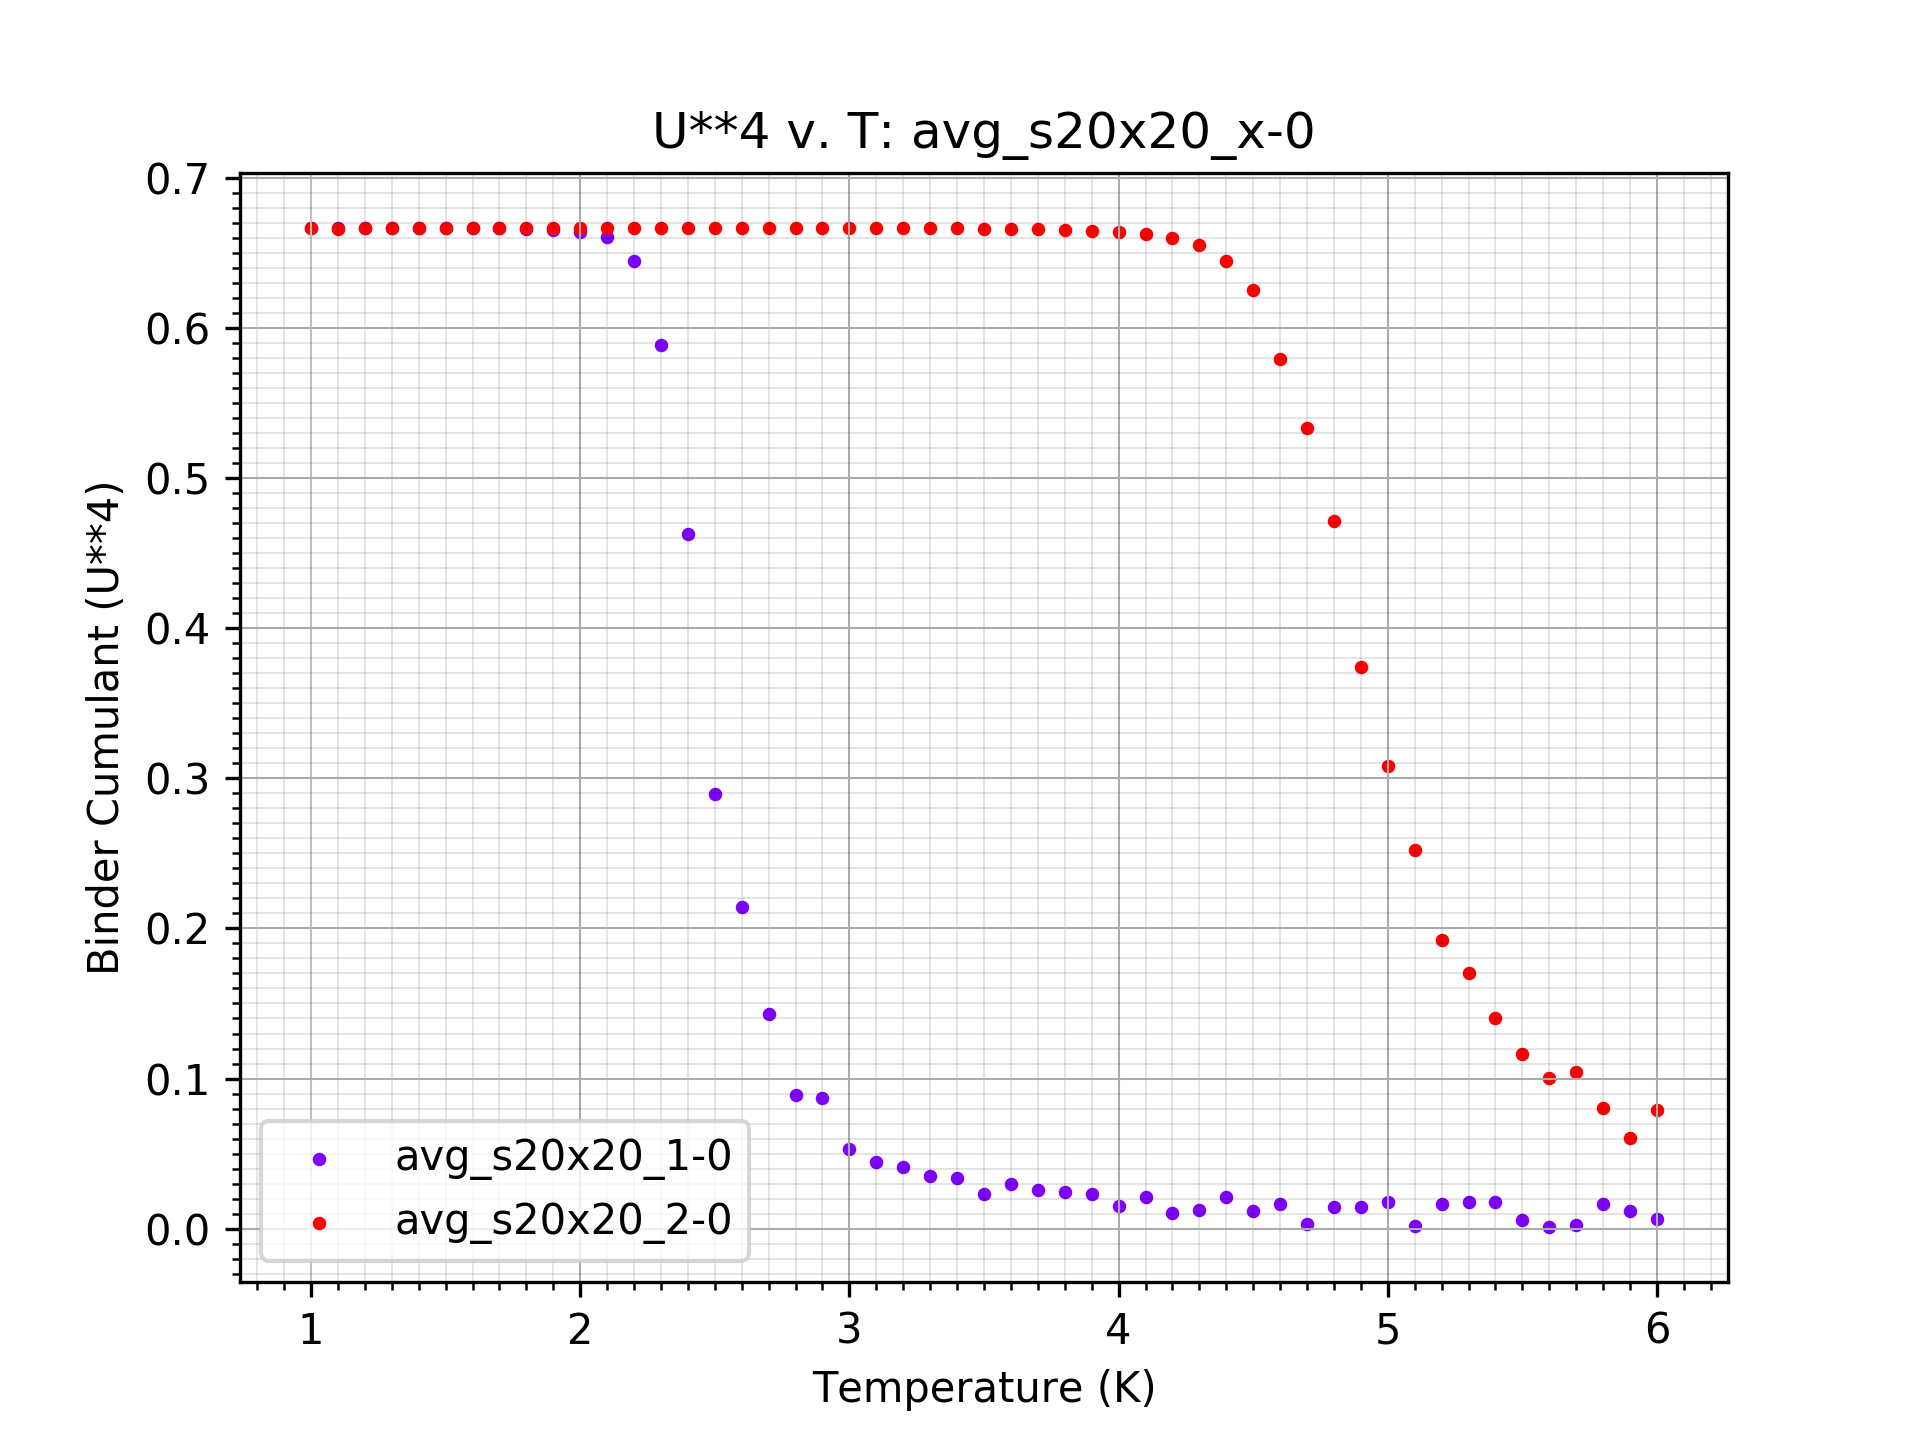 U**4 v. T: avg_s20x20_x-0
Binder Cumulant (U**4)
0.7
0.6
0.5
0.4
0.3
0.2
0.1
0.0
avg_s20x20_1-0
avg_s20x20_2-0
1 2 3 4 5 6
Temperature (K)